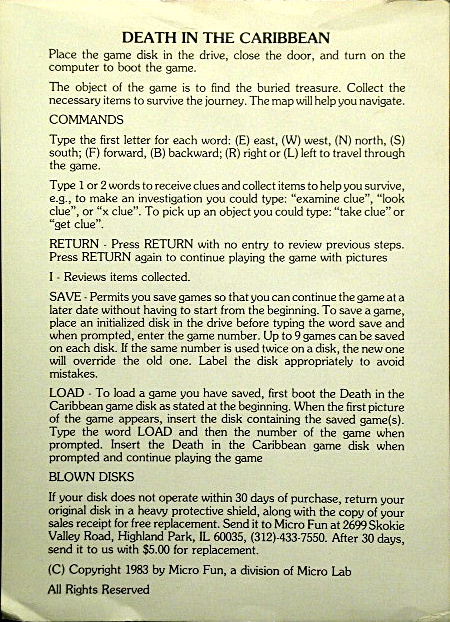 DEATH IN THE CARIBBEAN
Place the game disk in the drive, close the door, and turn on the
computer to boot the game.
The object of the game is to find the buried treasure. Collect the
necessary items to survive the journey. The map will help you navigate.
COMMANDS
Type the first letter for each word: (E) east, (W) west, (N) north, (S)
south; (F) forward, (B) backward; (R) right or (L) left to travel through
the game.
Type 1 or 2 words to receive clues and collect items to help you survive,
e.g., to make an investigation you could type: "examine clue", "look
clue", or "x clue". To pick up an object you could type: "take clue" or
"get clue".
RETURN - Press RETURN with no entry to review previous steps.
Press RETURN again to continue playing the game with pictures
I - Reviews items collected.
SAVE - Permits you save games so that you can continue the game at a
later date without having to start from the beginning. To save a game,
place an initialized disk in the drive before typing the word save and
when prompted, enter the game number. Up to 9 games can be saved
on each disk. If the same number is used twice on a disk, the new one
will override the old one. Label the disk appropriately to avoid
mistakes.
LOAD - To load a game you have saved, first boot the Death in the
Caribbean game disk as stated at the beginning. When the first picture
of the game appears, insert the disk containing the saved game(s).
Type the word LOAD and then the number of the game when
prompted. Insert the Death in the Caribbean game disk when
prompted and continue playing the game
BLOWN DISKS
If your disk does not operate within 30 days of purchase, return your
original disk in a heavy protective shield, along with the copy of your
sales receipt for free replacement. Send it to Micro Fun at 2699 Skokie
Valley Road, Highland Park, IL 60035, (312)-433-7550. After 30 days,
send it to us with $5.00 for replacement.
(C) Copyright 1983 by Micro Fun, a division of Micro Lab
All Rights Reserved